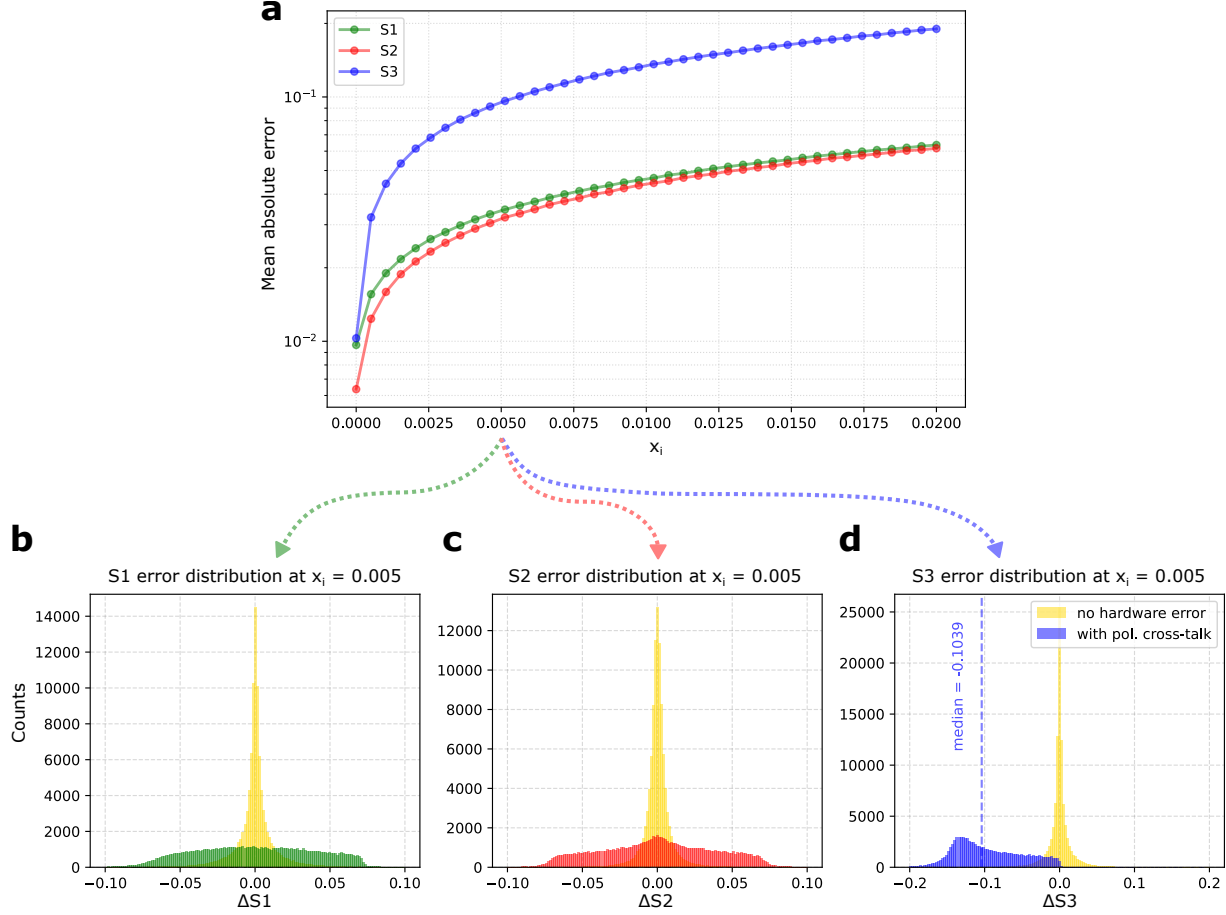 a
S1
S2
S3
Mean absolute error
10⁻¹
10⁻²
0.0000 0.0025 0.0050 0.0075 0.0100 0.0125 0.0150 0.0175 0.0200
xᵢ
b
S1 error distribution at xᵢ = 0.005
Counts
14000
12000
10000
8000
6000
4000
2000
0
−0.10 −0.05 0.00 0.05 0.10
ΔS1
c
S2 error distribution at xᵢ = 0.005
12000
10000
8000
6000
4000
2000
0
−0.10 −0.05 0.00 0.05 0.10
ΔS2
d
S3 error distribution at xᵢ = 0.005
no hardware error
with pol. cross-talk
median = -0.1039
25000
20000
15000
10000
5000
0
−0.2 −0.1 0.0 0.1 0.2
ΔS3